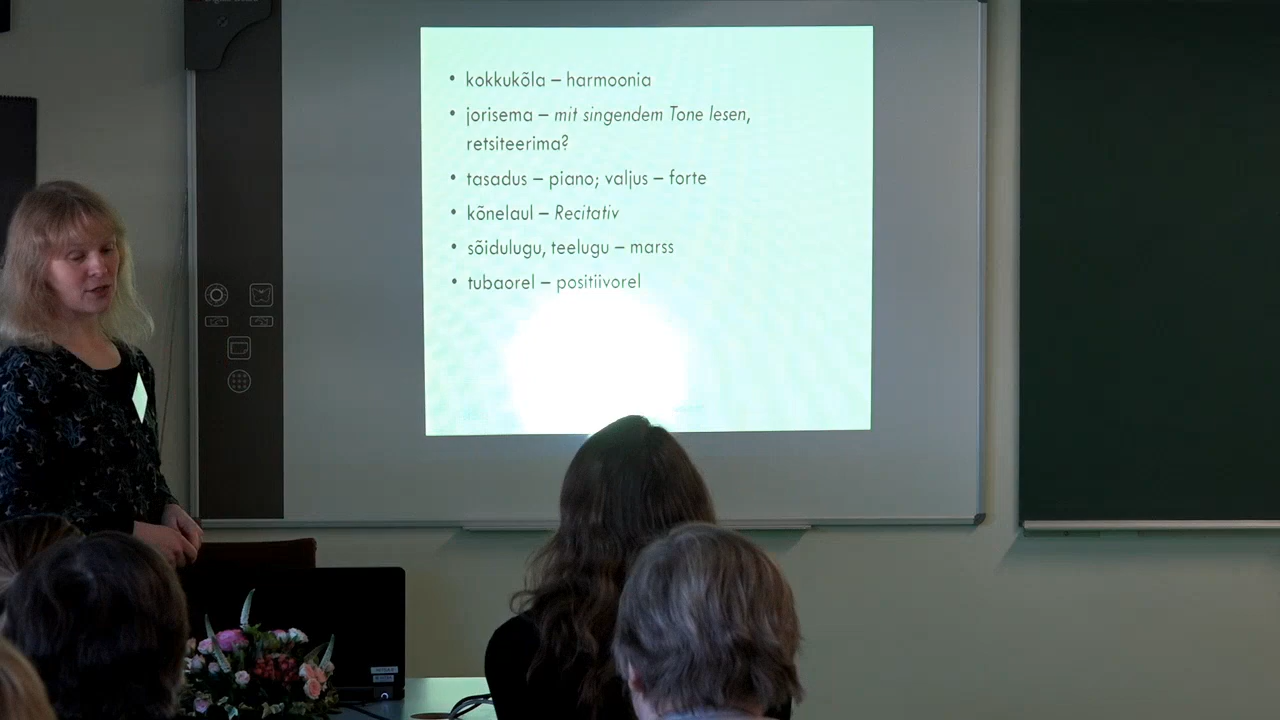 • kokkukõla – harmoonia
• jorisema – mit singendem Tone lesen,
retsiteerima?
• tasadus – piano; valjus – forte
• kõnelaul – Recitativ
• sõidulugu, teelugu – marss
• tubaorel – positiivorel